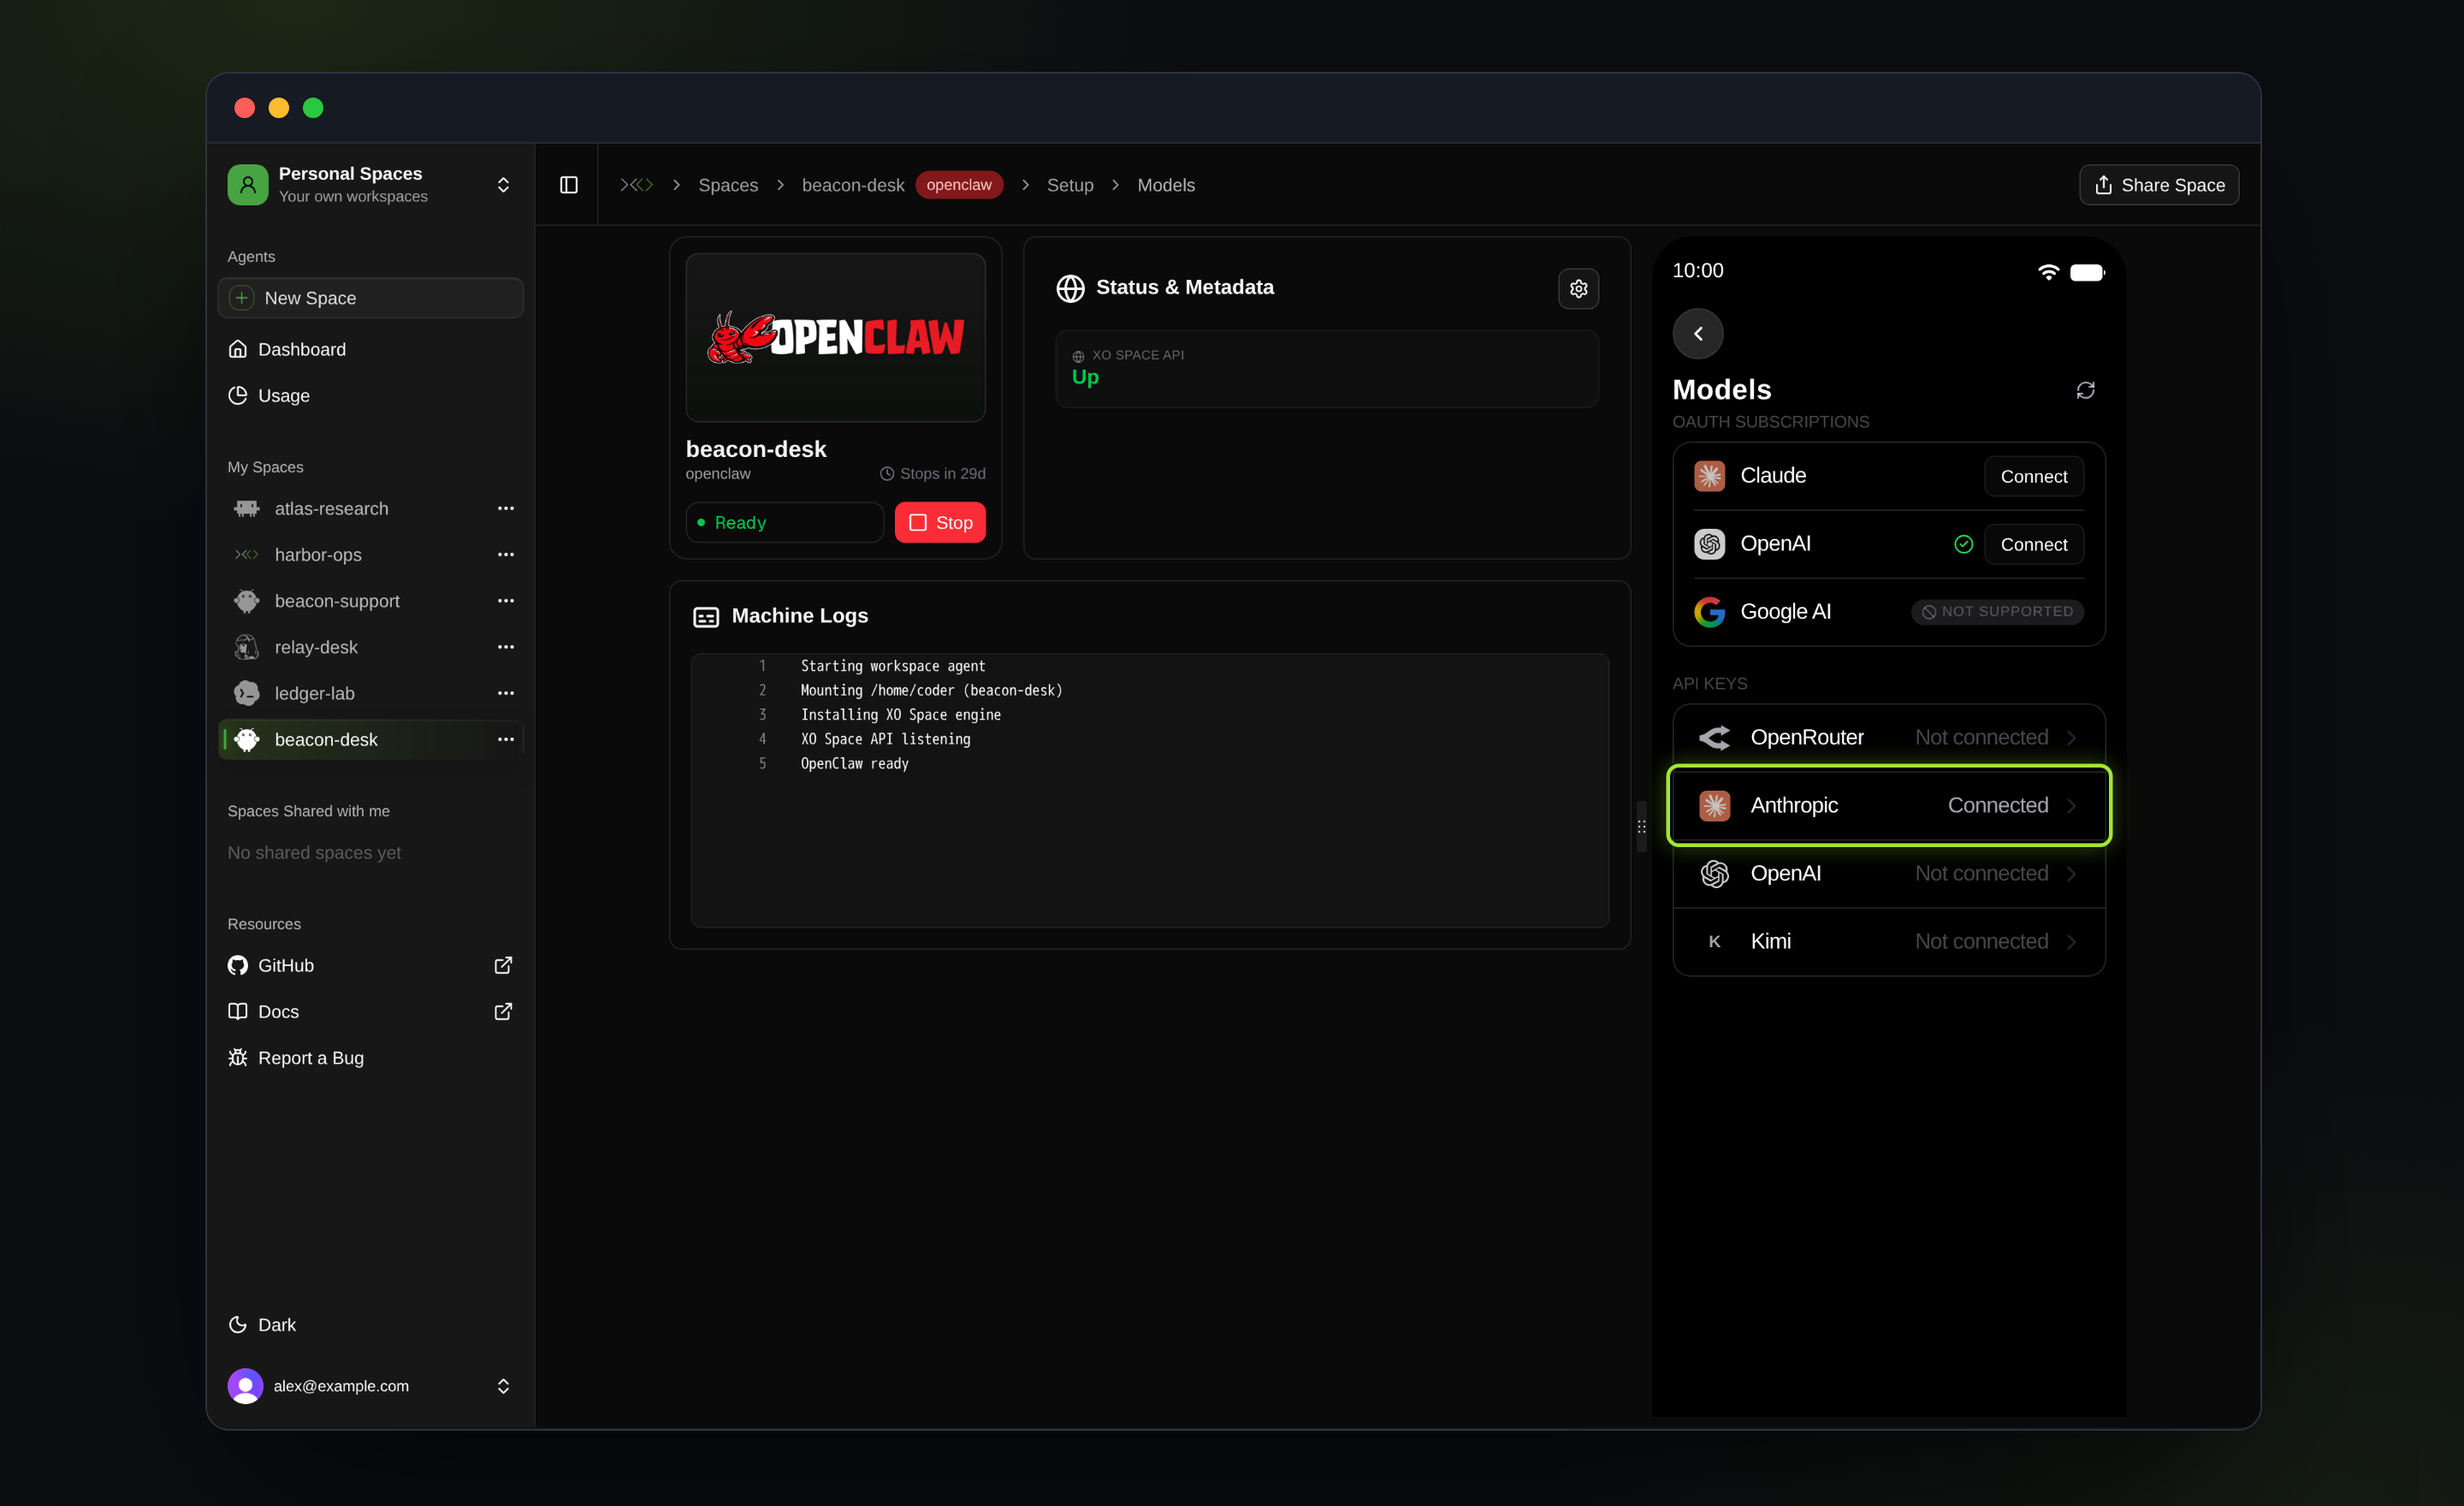 Personal Spaces
Your own workspaces
Agents
New Space
Dashboard
Usage
My Spaces
atlas-research
harbor-ops
beacon-support
relay-desk
ledger-lab
beacon-desk
Spaces Shared with me
No shared spaces yet
Resources
GitHub
Docs
Report a Bug
Dark
alex@example.com
Spaces
beacon-desk
openclaw
Setup
Models
Share Space
OPENCLAW
beacon-desk
openclaw
Stops in 29d
Ready
Stop
Status & Metadata
XO SPACE API
Up
Machine Logs
1 Starting workspace agent
2 Mounting /home/coder (beacon-desk)
3 Installing XO Space engine
4 XO Space API listening
5 OpenClaw ready
10:00
Models
OAUTH SUBSCRIPTIONS
Claude Connect
OpenAI Connect
Google AI NOT SUPPORTED
API KEYS
OpenRouter Not connected
Anthropic Connected
OpenAI Not connected
K Kimi Not connected